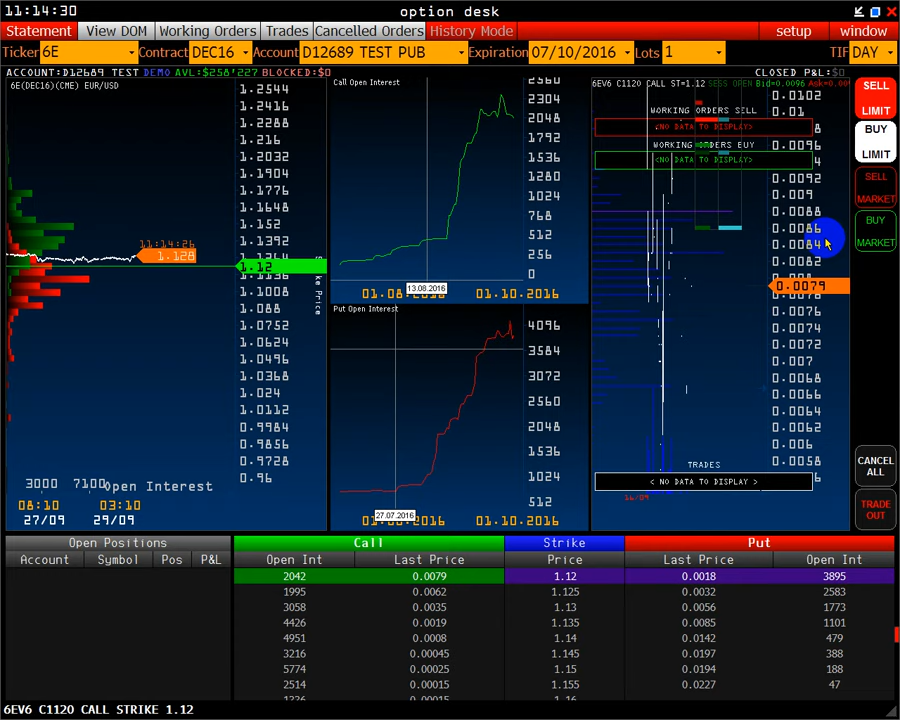 11:14:30
option desk
Statement View DOM Working Orders Trades Cancelled Orders History Mode setup window
Ticker 6E Contract DEC16 Account D12689 TEST PUB Expiration 07/10/2016 Lots 1 TIF DAY
ACCOUNT:D12689 TEST DEMO AVL:$258'227 BLOCKED:$0 CLOSED P&L:$0
6E(DEC16)(CME) EUR/USD
1.2544
1.2416
1.2288
1.216
1.2032
1.1904
1.1776
1.1648
1.152
1.1392
11:14:26
1.128
1.12
1.1008
1.088
1.0752
1.0624
1.0496
1.0368
1.024
1.0112
0.9984
0.9856
0.9728
0.96
3000 7100 Open Interest
08:10 03:10
27/09 29/09
Call Open Interest
2560
2304
2048
1792
1536
1280
1024
768
512
256
0
13.08.2016
01.10.2016
Put Open Interest
4096
3584
3072
2560
2048
1536
1024
512
27.07.2016
01.10.2016
6EV6 C1120 CALL ST=1.12 SESS OPEN Bid=0.0096
0.0102
0.01
WORKING ORDERS SELL
<NO DATA TO DISPLAY>
0.0096
WORKING ORDERS BUY
<NO DATA TO DISPLAY>
0.0092
0.009
0.0088
0.0086
0.0084
0.0082
0.0079
0.0076
0.0074
0.0072
0.007
0.0068
0.0066
0.0064
0.0062
0.006
0.0058
TRADES
< NO DATA TO DISPLAY >
16/09
SELL
LIMIT
BUY
LIMIT
SELL
MARKET
BUY
MARKET
CANCEL
ALL
TRADE
OUT
Open Positions Call Strike Put
Account Symbol Pos P&L Open Int Last Price Price Last Price Open Int
2042 0.0079 1.12 0.0018 3895
1995 0.0062 1.125 0.0032 2583
3058 0.0035 1.13 0.0056 1773
4426 0.0019 1.135 0.0085 1101
4951 0.0008 1.14 0.0142 479
3216 0.00045 1.145 0.0197 388
5774 0.00025 1.15 0.0194 188
2514 0.00015 1.155 0.0227 47
6EV6 C1120 CALL STRIKE 1.12